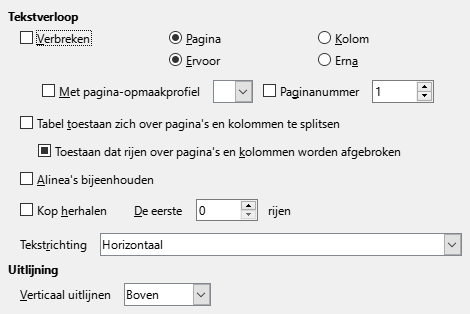 Tekstverloop
Verbreken Pagina Kolom
Ervoor Erna
Met pagina-opmaakprofiel Paginanummer 1
Tabel toestaan zich over pagina's en kolommen te splitsen
Toestaan dat rijen over pagina's en kolommen worden afgebroken
Alinea's bijeenhouden
Kop herhalen De eerste 0 rijen
Tekstrichting Horizontaal
Uitlijning
Verticaal uitlijnen Boven